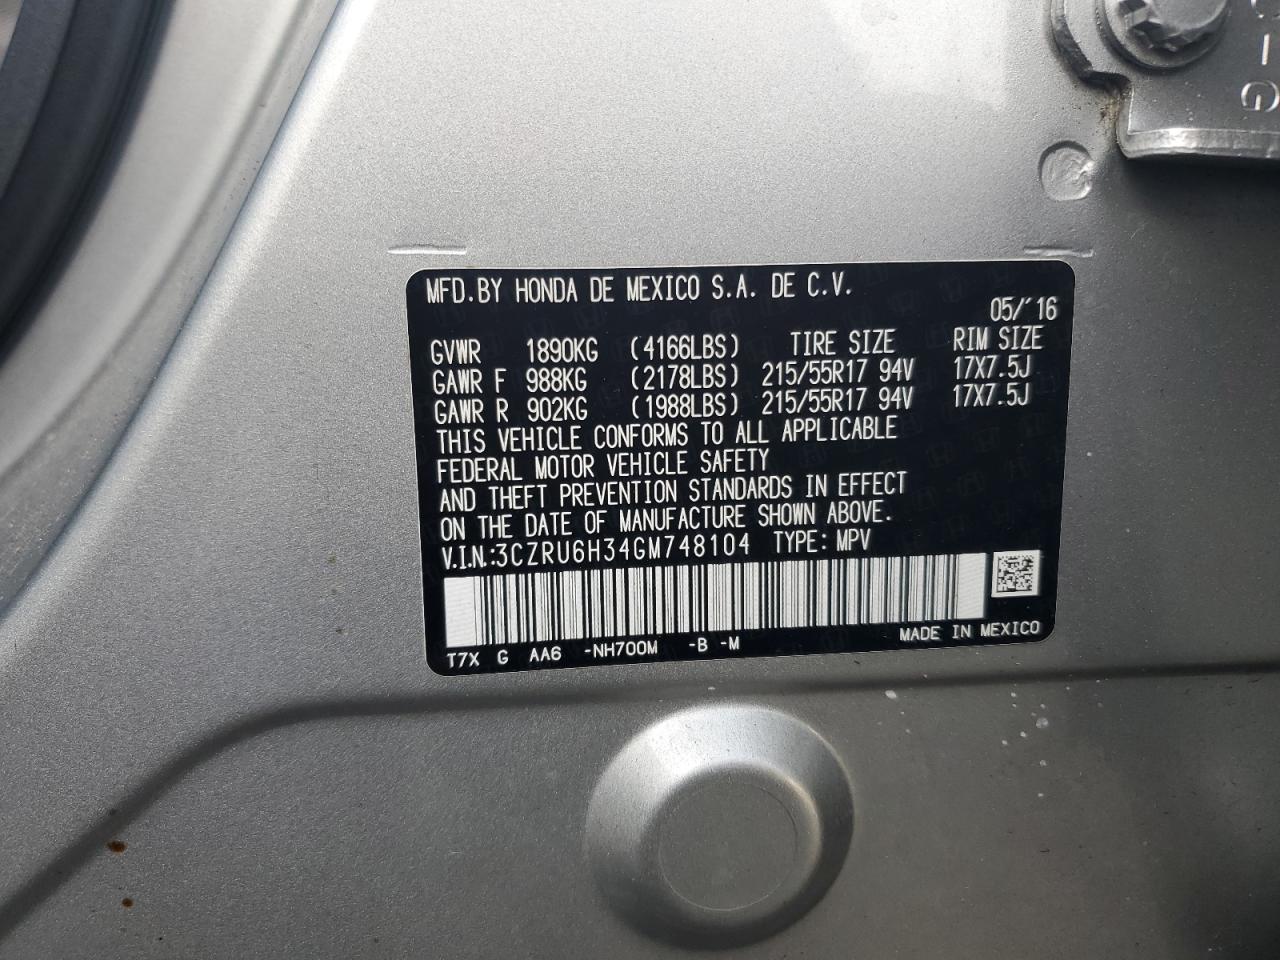 C-G
MFD.BY HONDA DE MEXICO S.A. DE C.V.
05/'16
GVWR 1890KG (4166LBS) TIRE SIZE RIM SIZE
GAWR F 988KG (2178LBS) 215/55R17 94V 17X7.5J
GAWR R 902KG (1988LBS) 215/55R17 94V 17X7.5J
THIS VEHICLE CONFORMS TO ALL APPLICABLE
FEDERAL MOTOR VEHICLE SAFETY
AND THEFT PREVENTION STANDARDS IN EFFECT
ON THE DATE OF MANUFACTURE SHOWN ABOVE.
V.I.N.:3CZRU6H34GM748104 TYPE: MPV
T7X G AA6 -NH700M -B -M MADE IN MEXICO